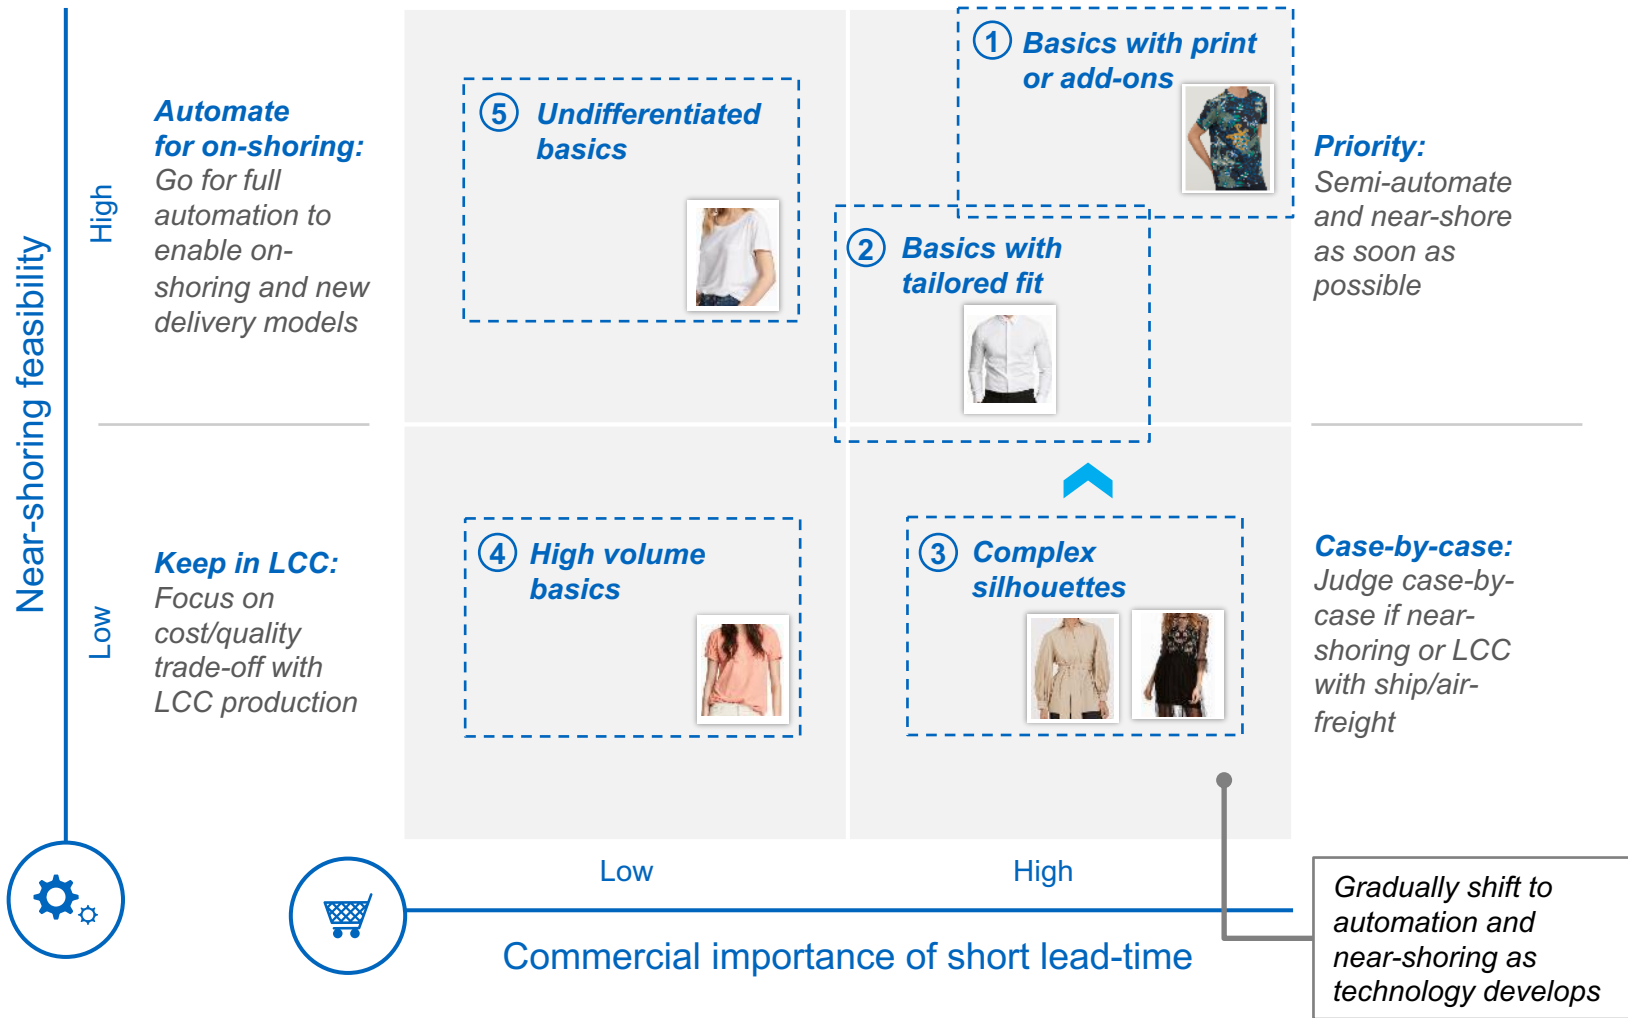 Near-shoring feasibility
High
Low
Automate
for on-shoring:
Go for full
automation to
enable on-
shoring and new
delivery models
Keep in LCC:
Focus on
cost/quality
trade-off with
LCC production
5 Undifferentiated
basics
1 Basics with print
or add-ons
2 Basics with
tailored fit
4 High volume
basics
3 Complex
silhouettes
Priority:
Semi-automate
and near-shore
as soon as
possible
Case-by-case:
Judge case-by-
case if near-
shoring or LCC
with ship/air-
freight
Low
High
Commercial importance of short lead-time
Gradually shift to
automation and
near-shoring as
technology develops